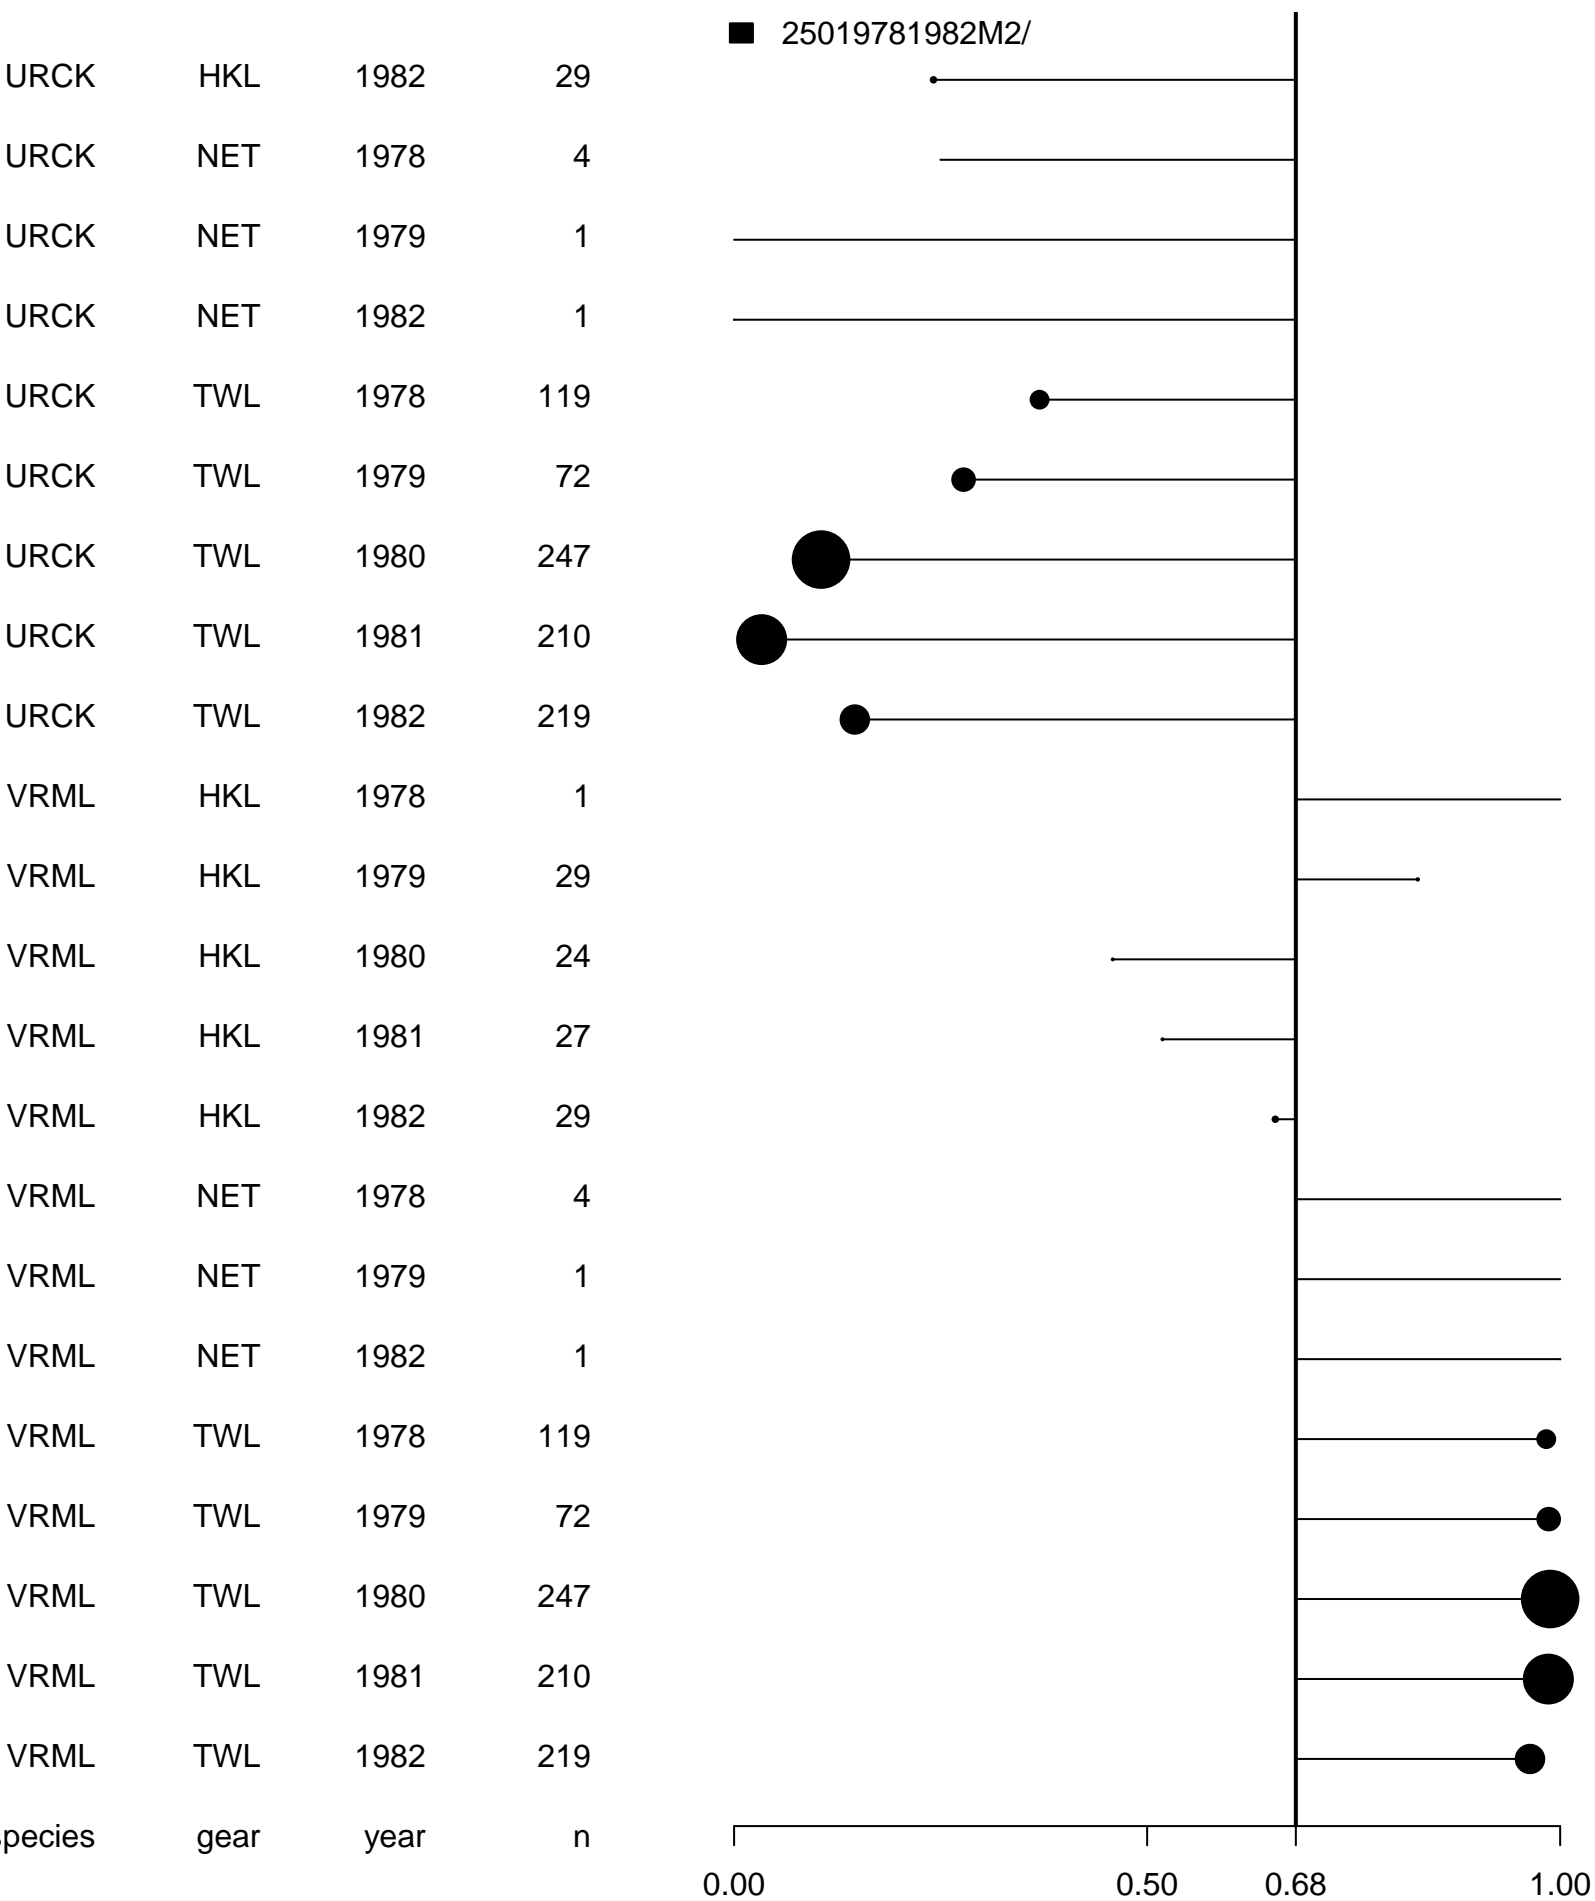 25019781982M2/
URCK HKL 1982 29
URCK NET 1978 4
URCK NET 1979 1
URCK NET 1982 1
URCK TWL 1978 119
URCK TWL 1979 72
URCK TWL 1980 247
URCK TWL 1981 210
URCK TWL 1982 219
VRML HKL 1978 1
VRML HKL 1979 29
VRML HKL 1980 24
VRML HKL 1981 27
VRML HKL 1982 29
VRML NET 1978 4
VRML NET 1979 1
VRML NET 1982 1
VRML TWL 1978 119
VRML TWL 1979 72
VRML TWL 1980 247
VRML TWL 1981 210
VRML TWL 1982 219
species gear year n
0.00 0.50 0.68 1.00